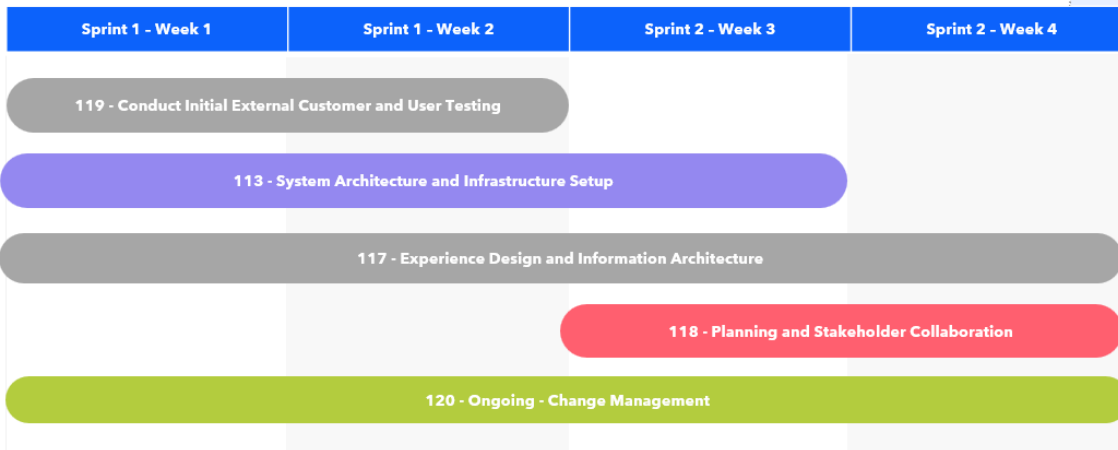 Sprint 1 - Week 1
Sprint 1 - Week 2
Sprint 2 - Week 3
Sprint 2 - Week 4
119 - Conduct Initial External Customer and User Testing
113 - System Architecture and Infrastructure Setup
117 - Experience Design and Information Architecture
118 - Planning and Stakeholder Collaboration
120 - Ongoing - Change Management